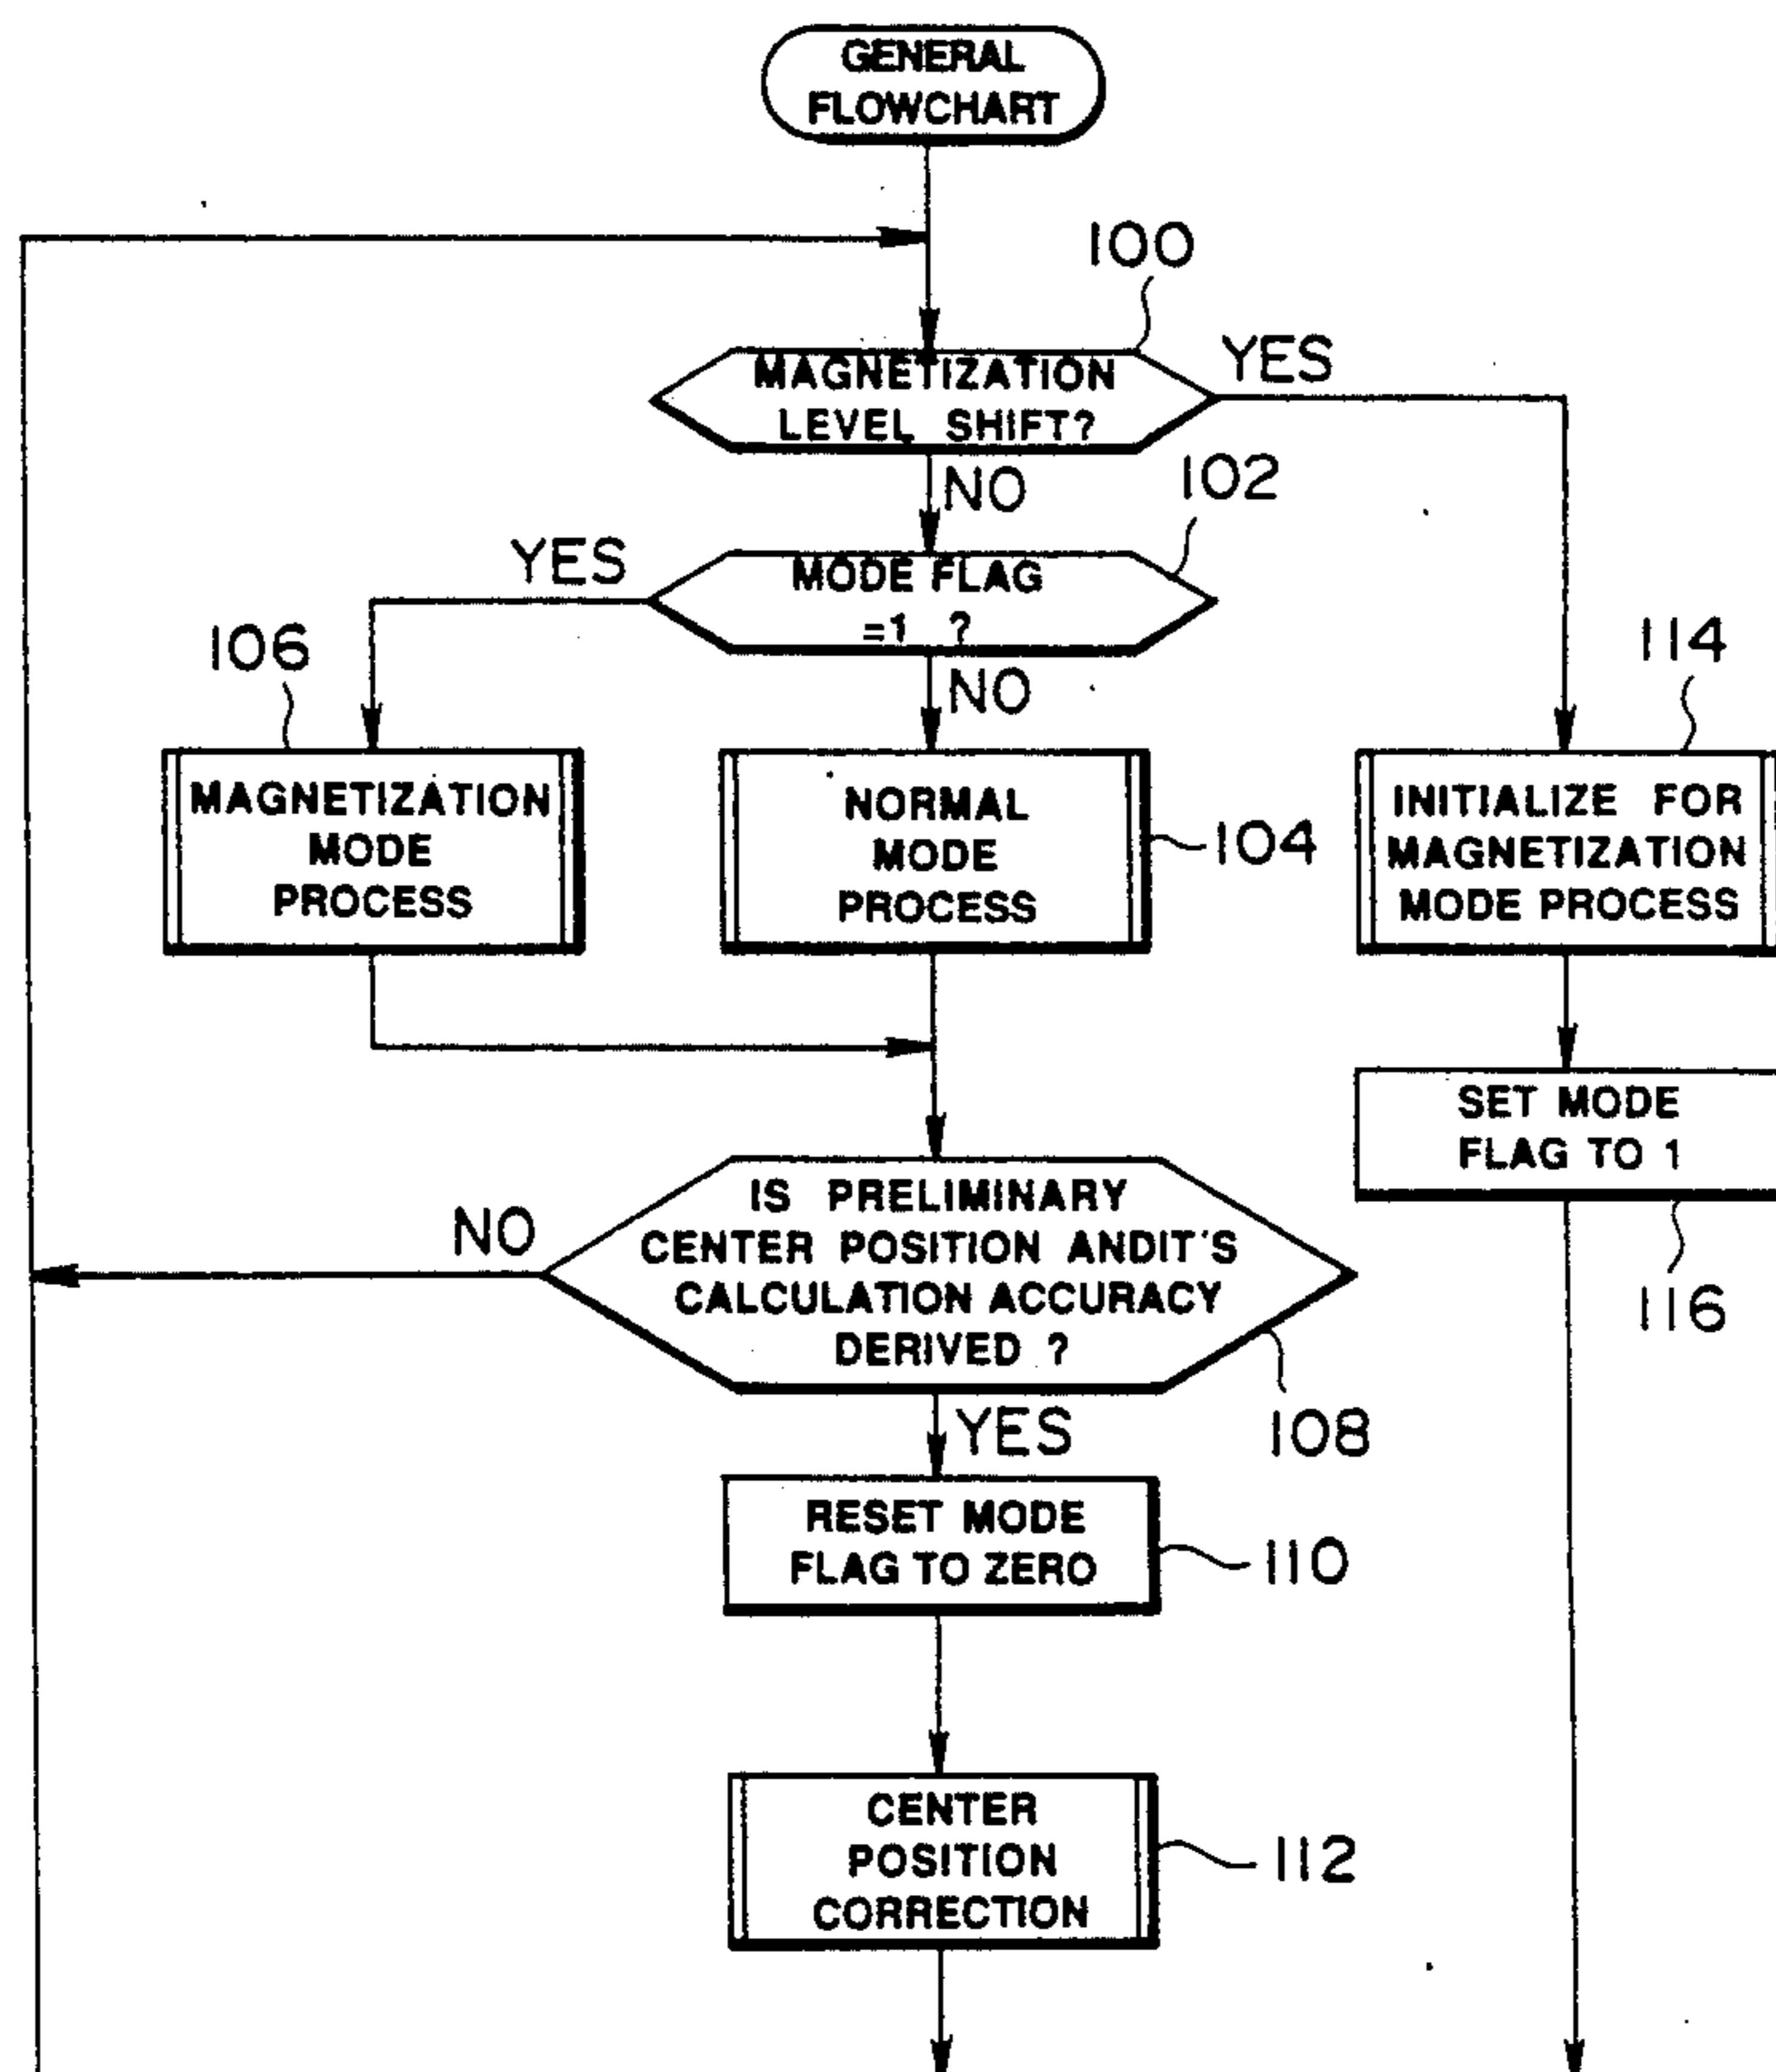 GENERAL
FLOWCHART
100
MAGNETIZATION
LEVEL SHIFT?
YES
NO
102
MODE FLAG
=1 ?
YES
NO
106
MAGNETIZATION
MODE
PROCESS
NORMAL
MODE
PROCESS
104
114
INITIALIZE FOR
MAGNETIZATION
MODE PROCESS
SET MODE
FLAG TO 1
116
IS PRELIMINARY
CENTER POSITION ANDIT'S
CALCULATION ACCURACY
DERIVED ?
NO
108
YES
RESET MODE
FLAG TO ZERO
110
CENTER
POSITION
CORRECTION
112